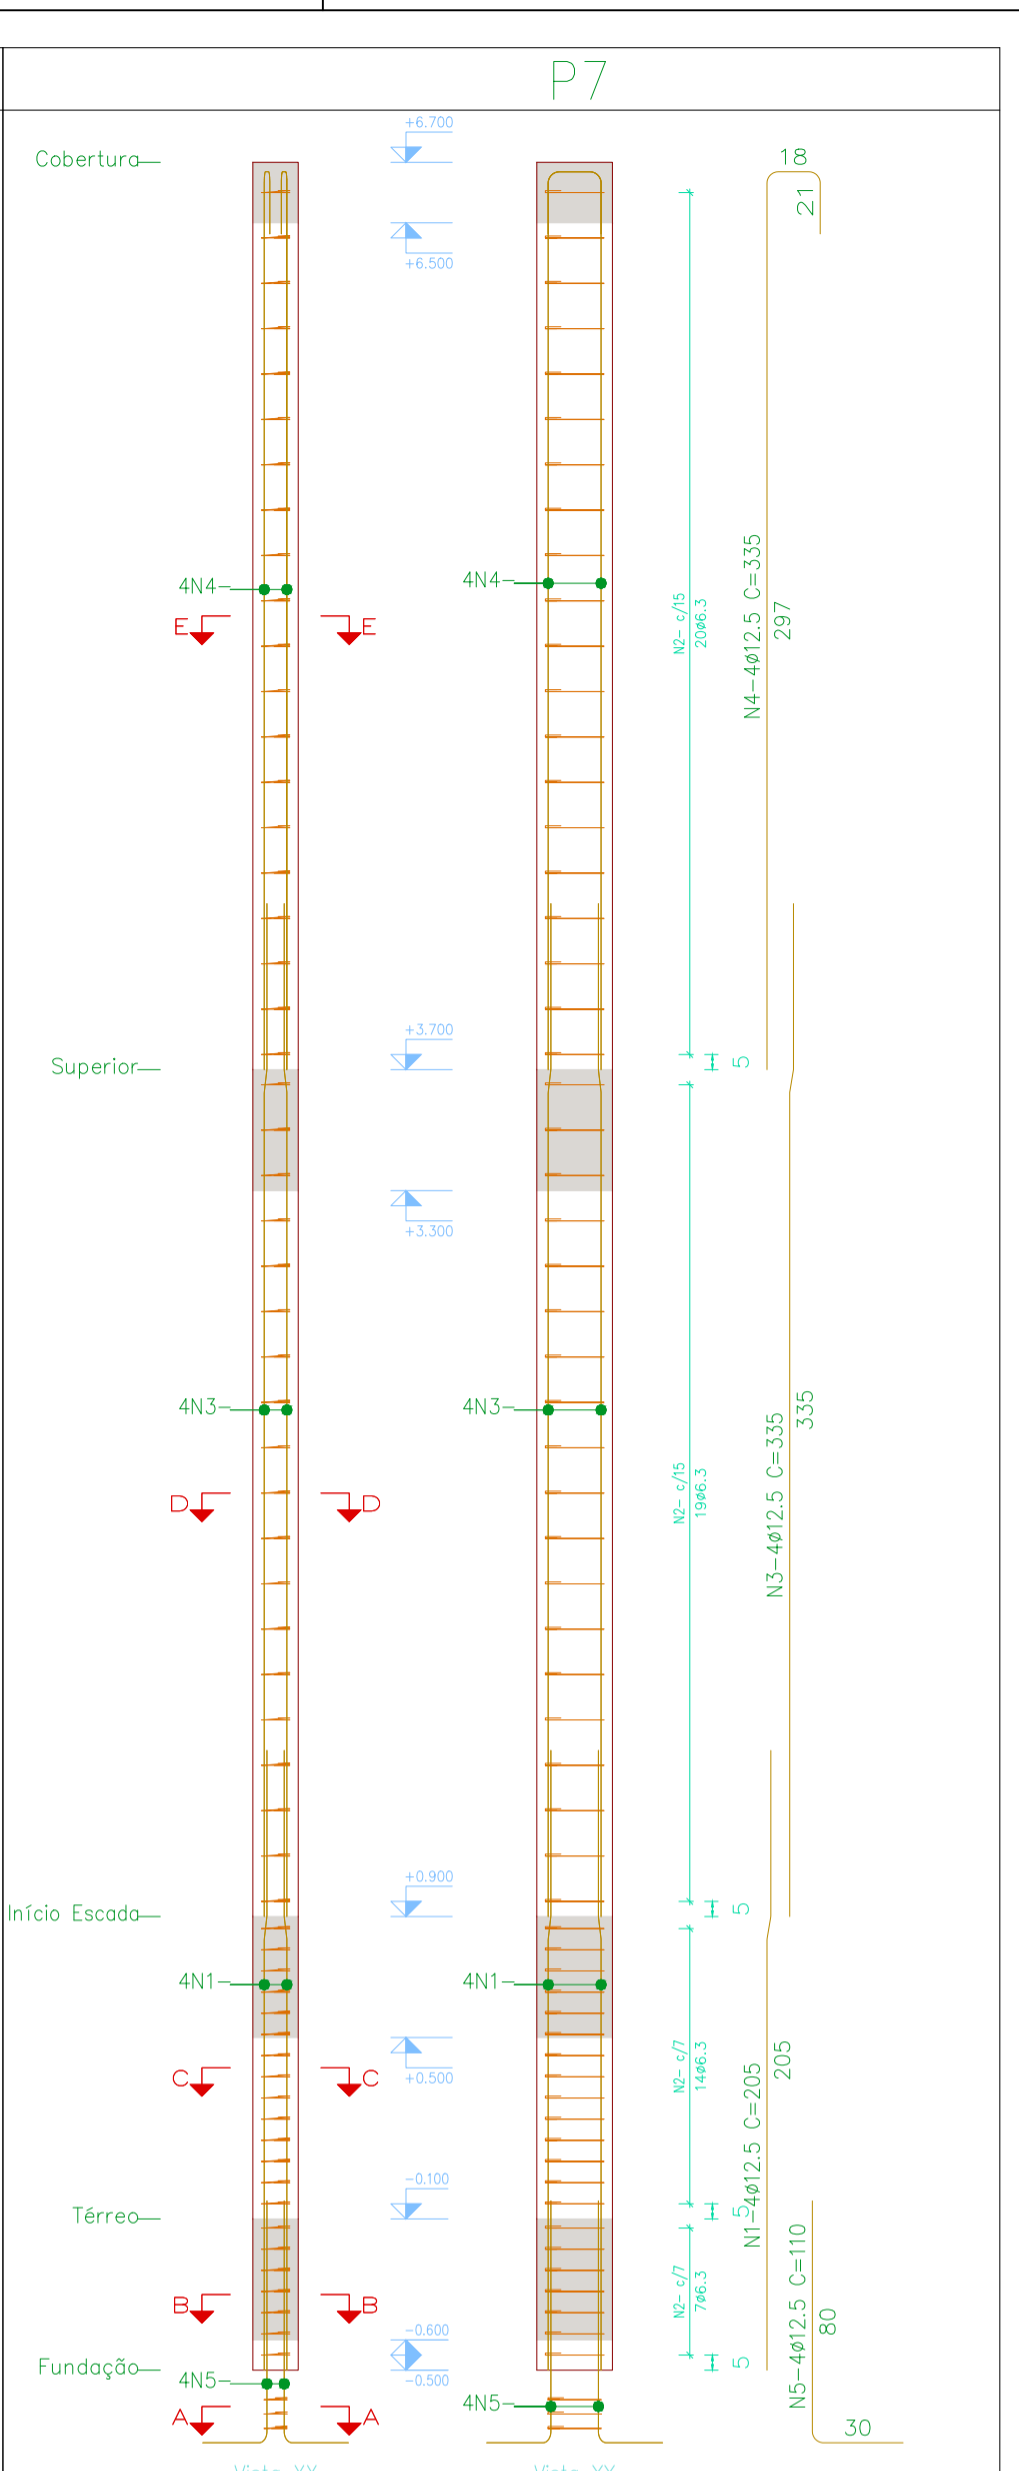 P7
Cobertura
+6.700
18
21
+6.500
4N4
4N4
N2- c/15
20ø6.3
N4-4ø12.5 C=335
297
E
E
Superior
+3.700
5
+3.300
4N3
4N3
N2- c/15
19ø6.3
N3-4ø12.5 C=335
335
D
D
Início Escada
+0.900
5
4N1
4N1
N2- c/7
14ø6.3
N1-4ø12.5 C=205
205
+0.500
C
C
Térreo
-0.100
5
N2- c/7
7ø6.3
N5-4ø12.5 C=110
80
B
B
-0.600
Fundação
-0.500
5
4N5
4N5
A
A
30